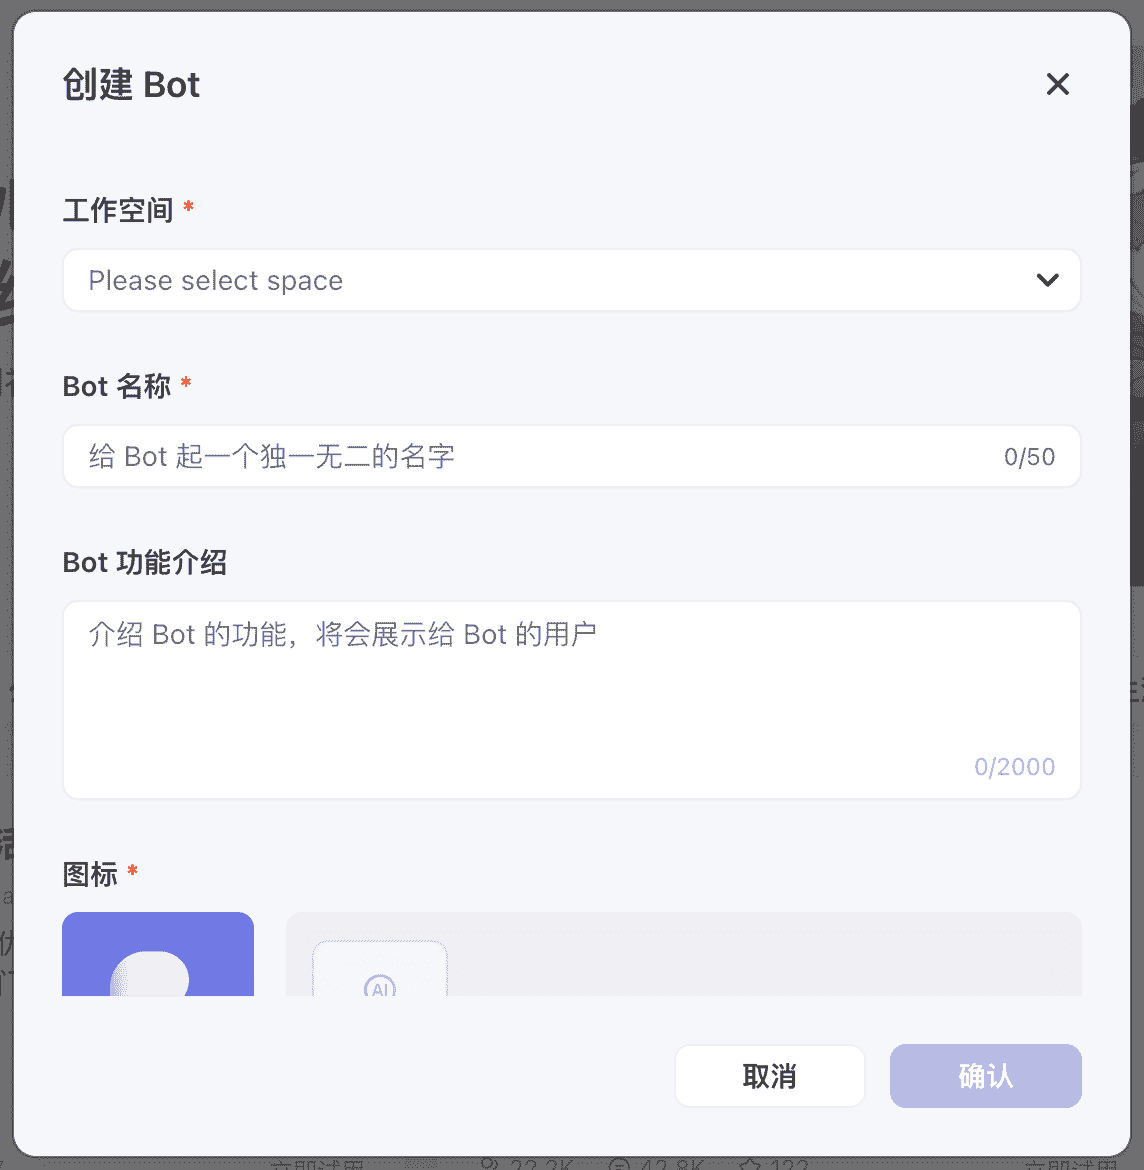 创建 Bot
工作空间 *
Please select space
Bot 名称 *
给 Bot 起一个独一无二的名字
0/50
Bot 功能介绍
介绍 Bot 的功能，将会展示给 Bot 的用户
0/2000
图标 *
AI
取消
确认